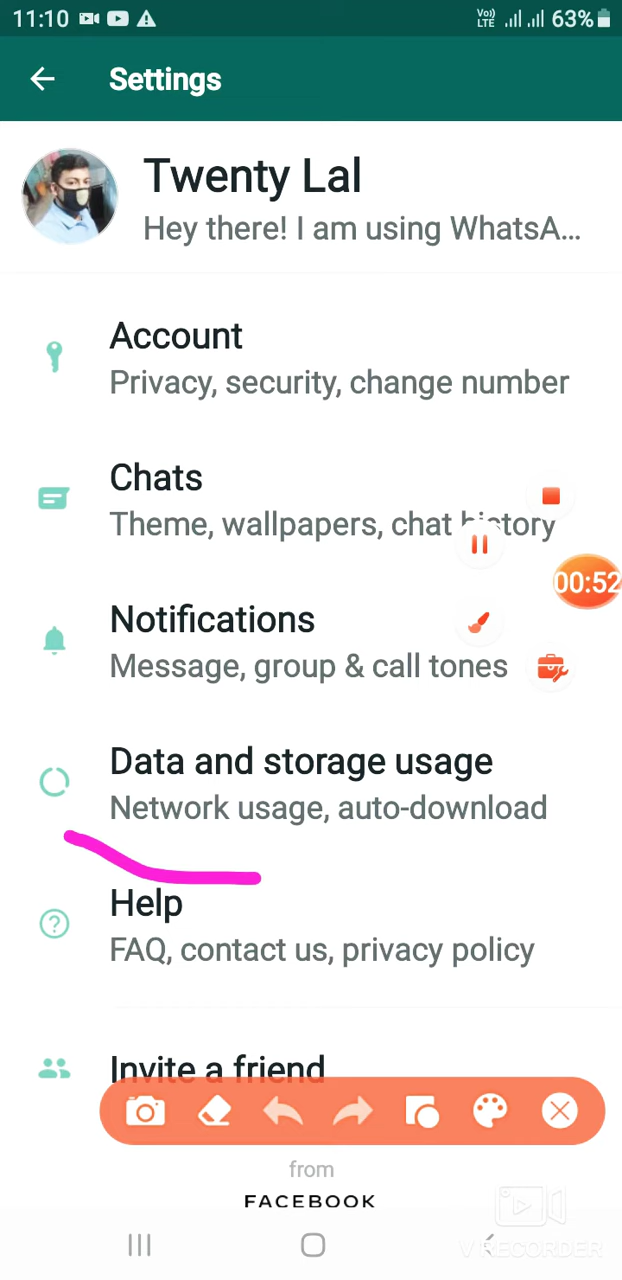 11:10
Vo)) LTE 63%
Settings
Twenty Lal
Hey there! I am using WhatsA...
Account
Privacy, security, change number
Chats
Theme, wallpapers, chat history
00:52
Notifications
Message, group & call tones
Data and storage usage
Network usage, auto-download
Help
FAQ, contact us, privacy policy
Invite a friend
from
FACEBOOK
V RECORDER